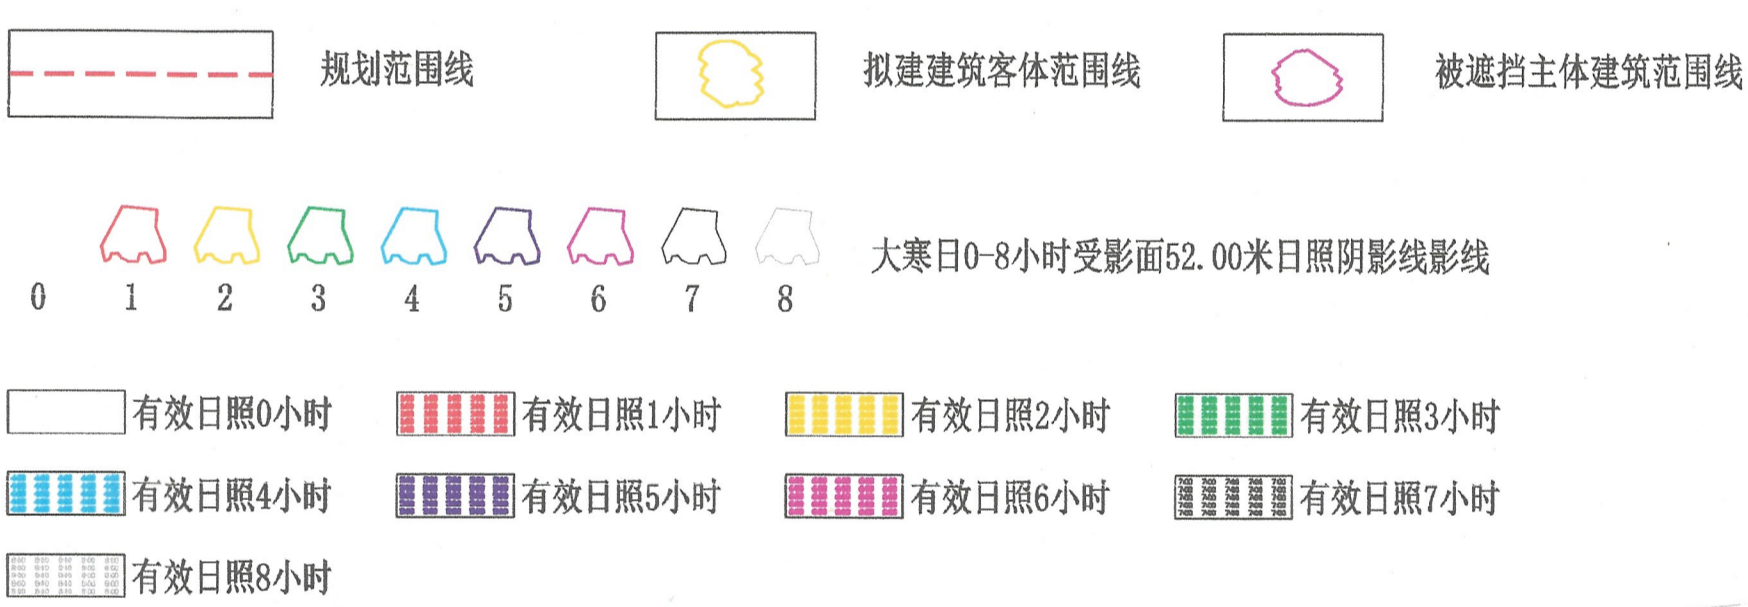 规划范围线 拟建建筑客体范围线 被遮挡主体建筑范围线
大寒日0-8小时受影面52.00米日照阴影线影线
0 1 2 3 4 5 6 7 8
有效日照0小时 有效日照1小时 有效日照2小时 有效日照3小时
有效日照4小时 有效日照5小时 有效日照6小时 有效日照7小时
有效日照8小时